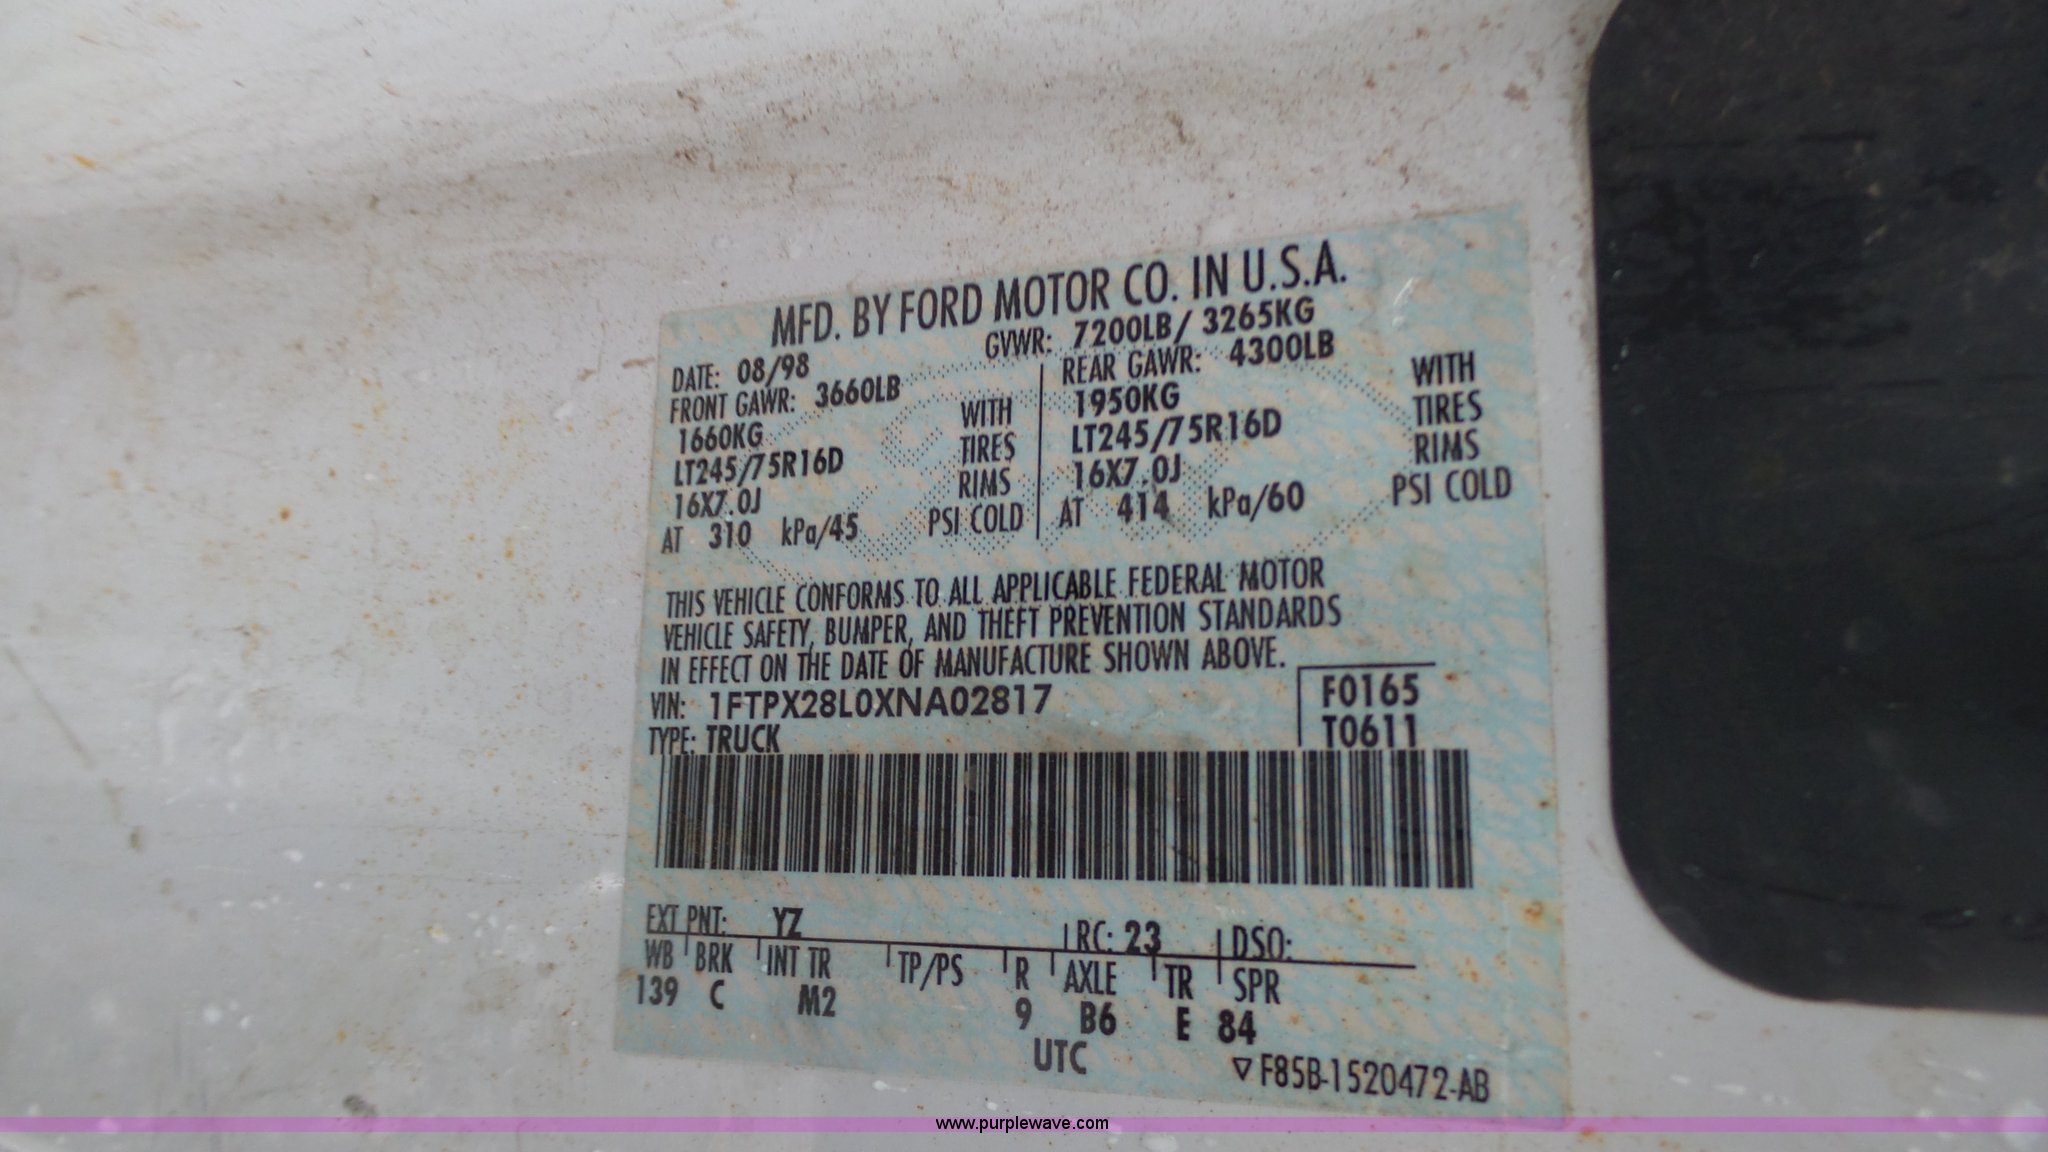 MFD. BY FORD MOTOR CO. IN U.S.A.
DATE: 08/98 GVWR: 7200LB/ 3265KG
FRONT GAWR: 3660LB REAR GAWR: 4300LB
1660KG WITH 1950KG WITH
LT245/75R16D TIRES LT245/75R16D TIRES
16X7.0J RIMS 16X7.0J RIMS
AT 310 kPa/45 PSI COLD AT 414 kPa/60 PSI COLD
THIS VEHICLE CONFORMS TO ALL APPLICABLE FEDERAL MOTOR
VEHICLE SAFETY, BUMPER, AND THEFT PREVENTION STANDARDS
IN EFFECT ON THE DATE OF MANUFACTURE SHOWN ABOVE.
VIN: 1FTPX28L0XNA02817 F0165
TYPE: TRUCK T0611
EXT PNT: YZ RC: 23 DSO:
WB BRK INT TR TP/PS R AXLE TR SPR
139 C M2 9 B6 E 84
UTC
▽F85B-1520472-AB
www.purplewave.com